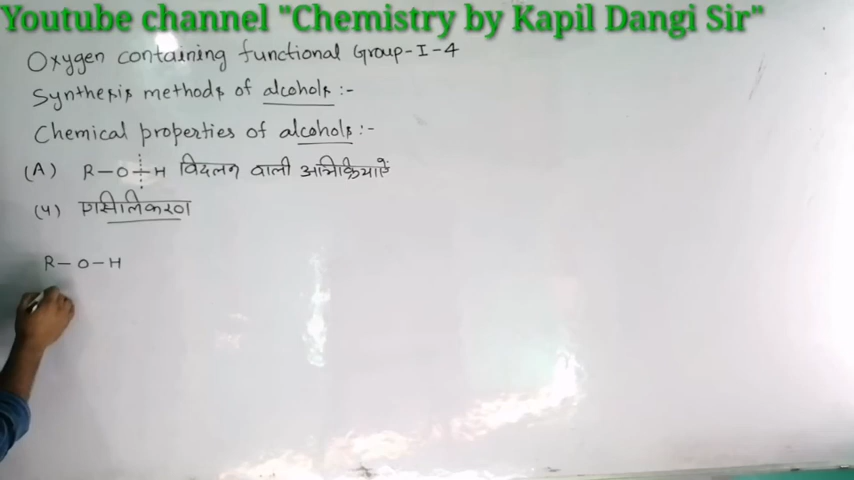 Youtube channel "Chemistry by Kapil Dangi Sir"
Oxygen containing functional Group-I-4
Synthesis methods of alcohols :-
Chemical properties of alcohols :-
(A) R-O-H विदलन वाली अभिक्रियाएँ
(4) एसीलिकरण
R-O-H